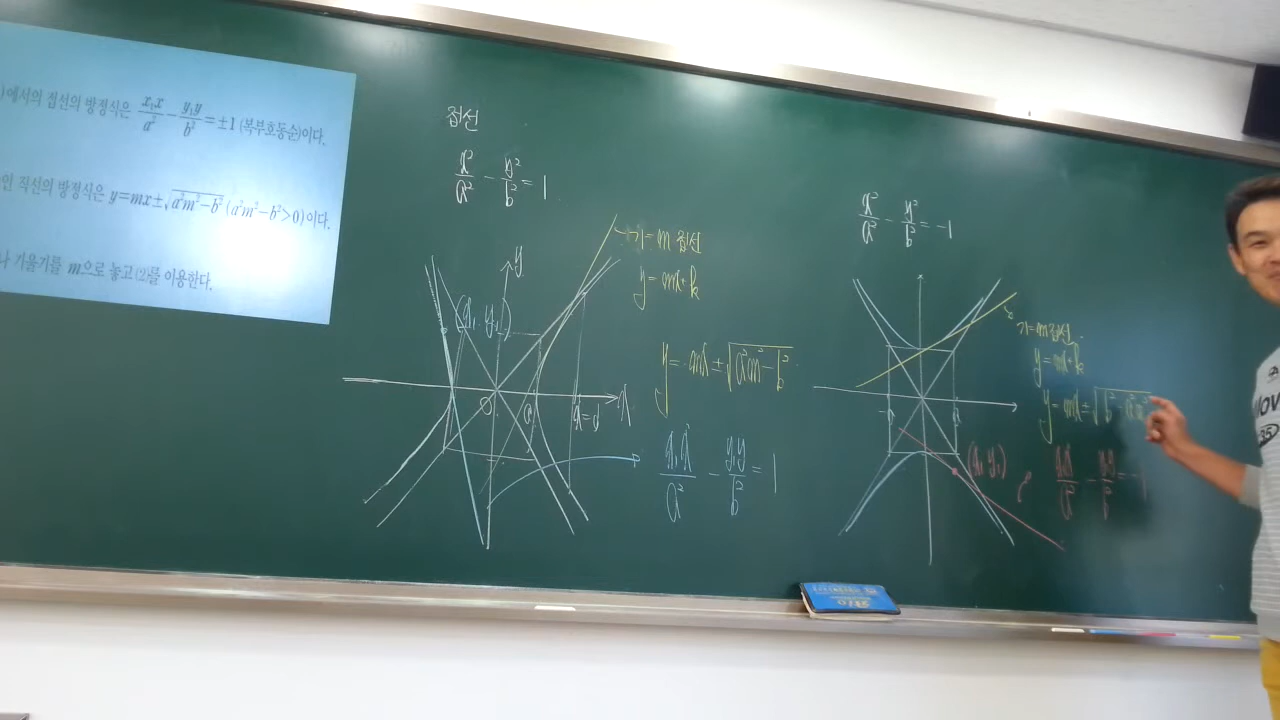 )에서의 접선의 방정식은 x₁x/a² - y₁y/b² = ±1 (복부호동순)이다.
인 직선의 방정식은 y=mx±√(a²m²-b²) (a²m²-b²>0)이다.
나 기울기를 m으로 놓고 (2)를 이용한다.
접선
x²/a² - y²/b² = 1
y
(x₁, y₁)
O
a
x
기=m 접선
y=mx+k
y=mx±√(a²m²-b²)
x₁x/a² - y₁y/b² = 1
x²/a² - y²/b² = -1
기=m 접선
y=mx+k
y=mx±√(b²-a²m²)
(x₁, y₁)
x₁x/a² - y₁y/b² = -1